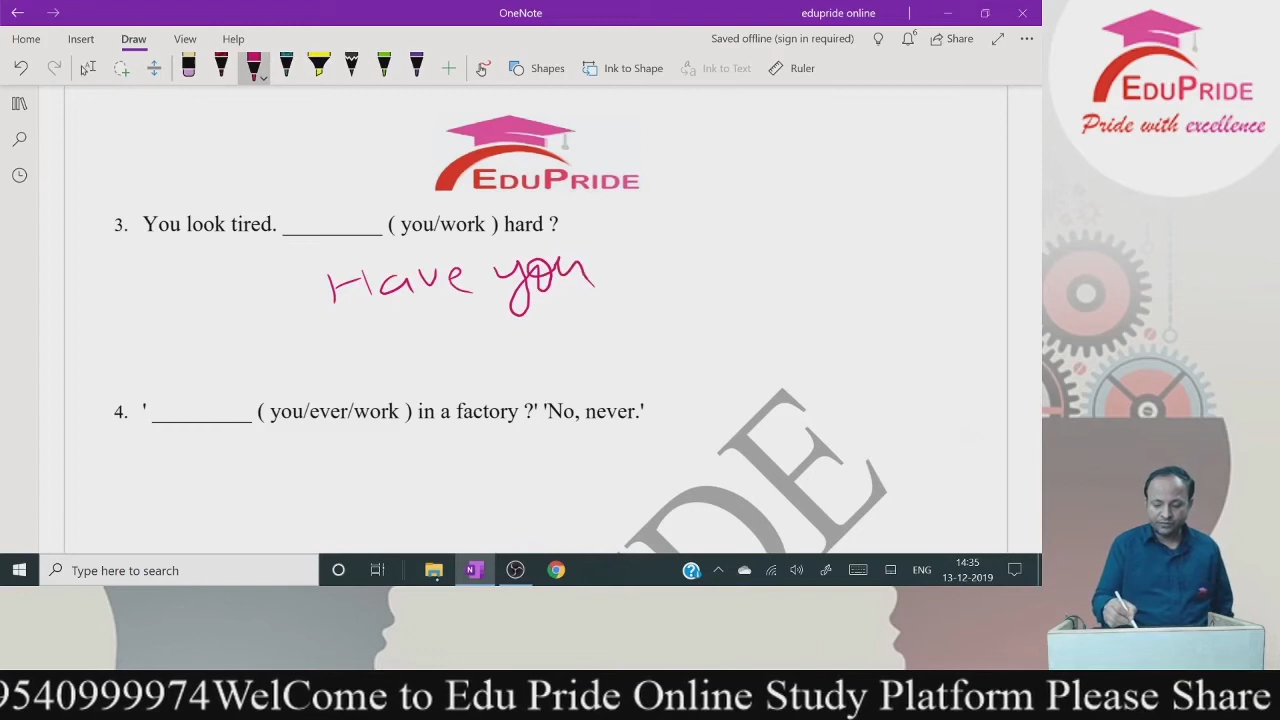 OneNote
edupride online
Home Insert Draw View Help
Saved offline (sign in required)
Share
Shapes
Ink to Shape
Ink to Text
Ruler
EDUPRIDE
Pride with excellence
EDUPRIDE
3. You look tired. _________ ( you/work ) hard ?
Have you
4. ' _________ ( you/ever/work ) in a factory ?' 'No, never.'
DE
Type here to search
ENG
14:35
13-12-2019
9540999974WelCome to Edu Pride Online Study Platform Please Share